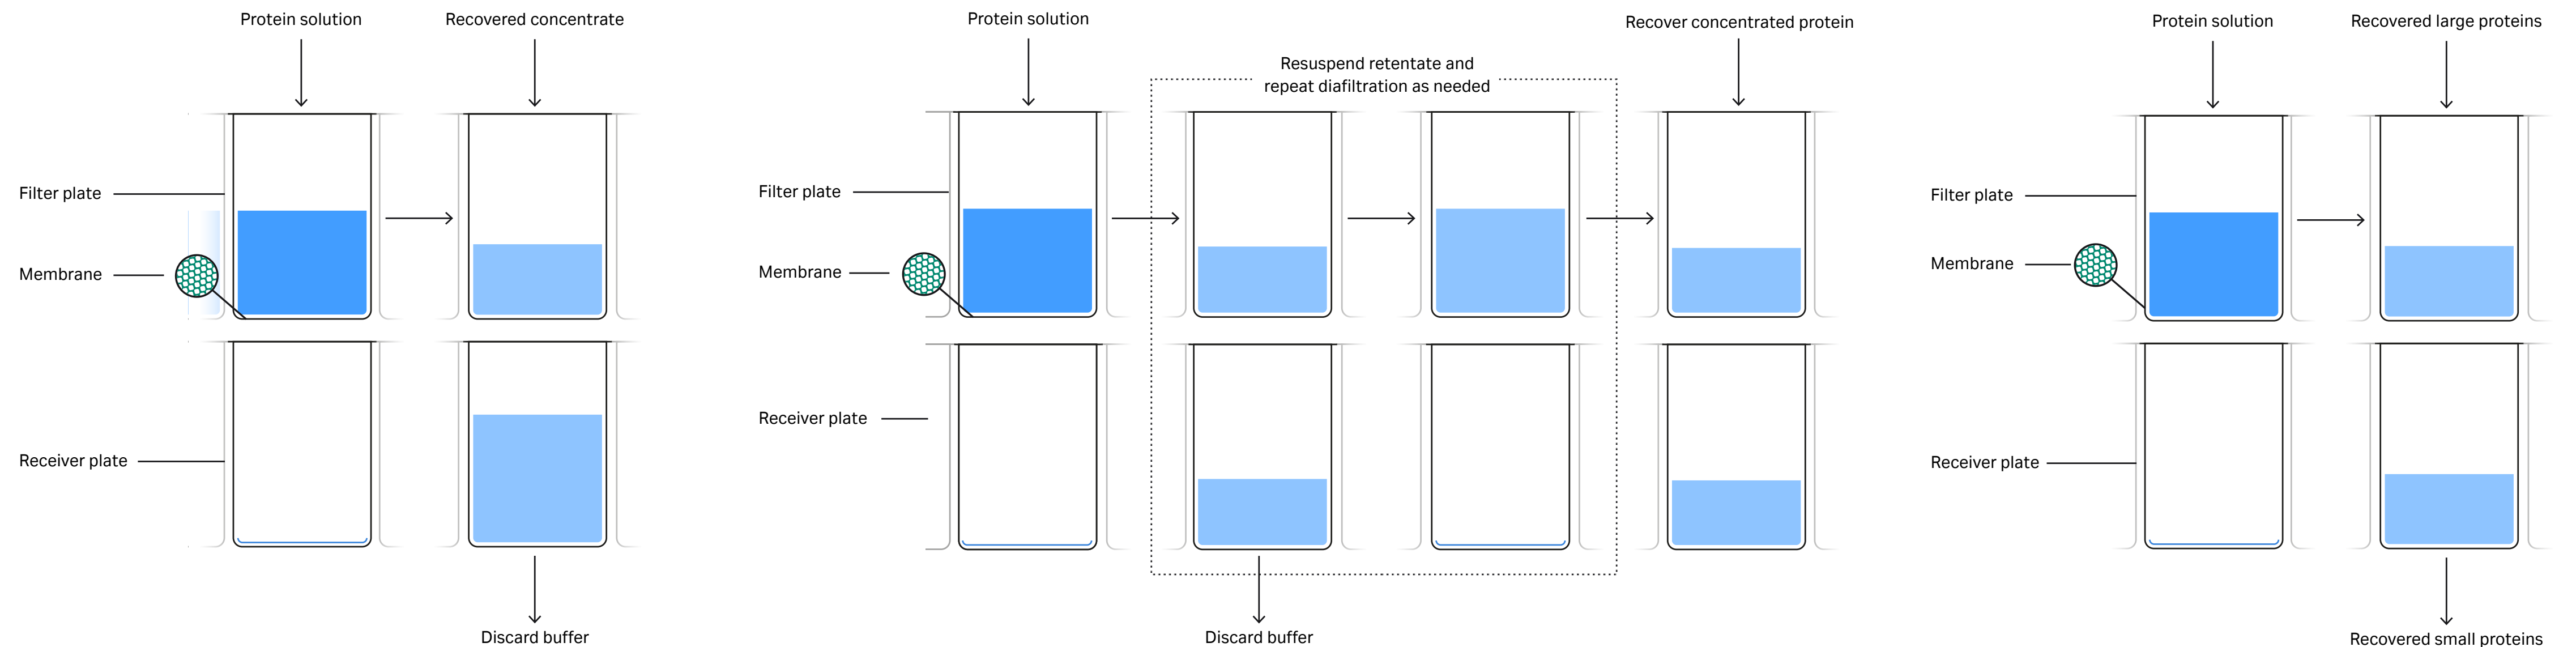 Protein solution
Recovered concentrate
Filter plate
Membrane
Receiver plate
Discard buffer
Protein solution
Resuspend retentate and
repeat diafiltration as needed
Recover concentrated protein
Filter plate
Membrane
Receiver plate
Discard buffer
Protein solution
Recovered large proteins
Filter plate
Membrane
Receiver plate
Recovered small proteins